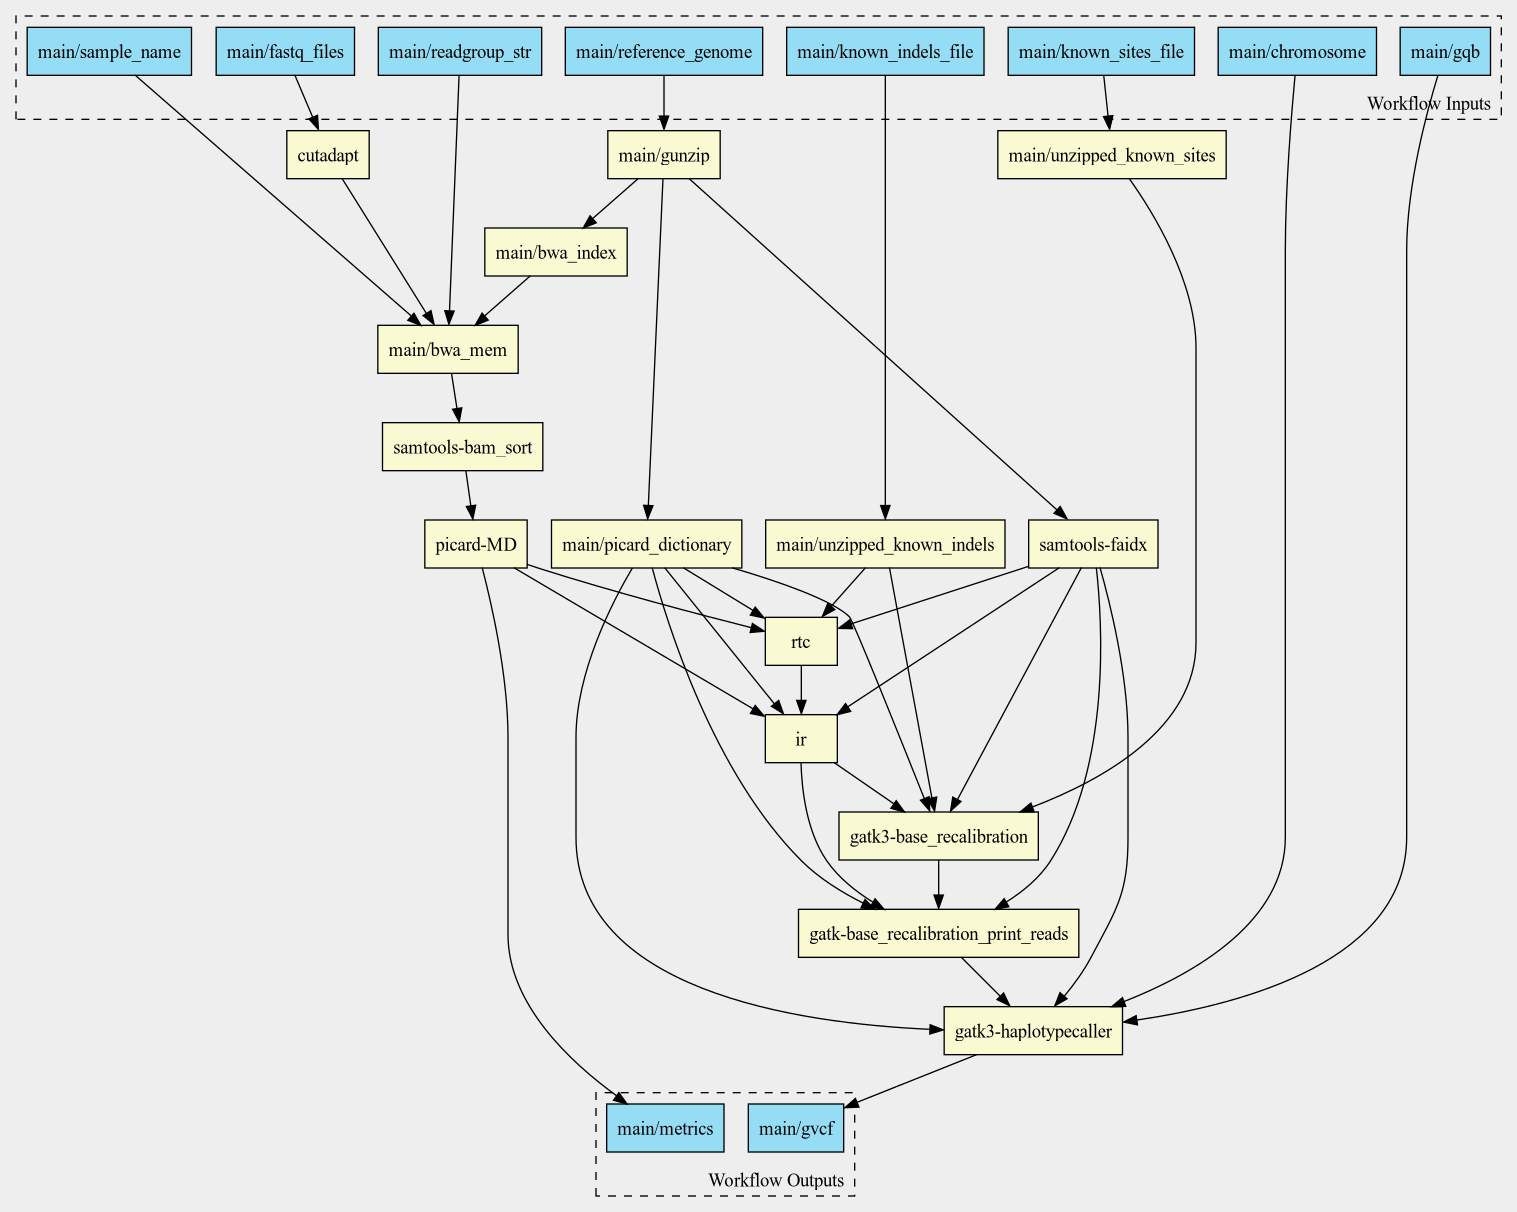 main/sample_name
main/fastq_files
main/readgroup_str
main/reference_genome
main/known_indels_file
main/known_sites_file
main/chromosome
main/gqb
Workflow Inputs
cutadapt
main/gunzip
main/unzipped_known_sites
main/bwa_index
main/bwa_mem
samtools-bam_sort
picard-MD
main/picard_dictionary
main/unzipped_known_indels
samtools-faidx
rtc
ir
gatk3-base_recalibration
gatk-base_recalibration_print_reads
gatk3-haplotypecaller
main/metrics
main/gvcf
Workflow Outputs